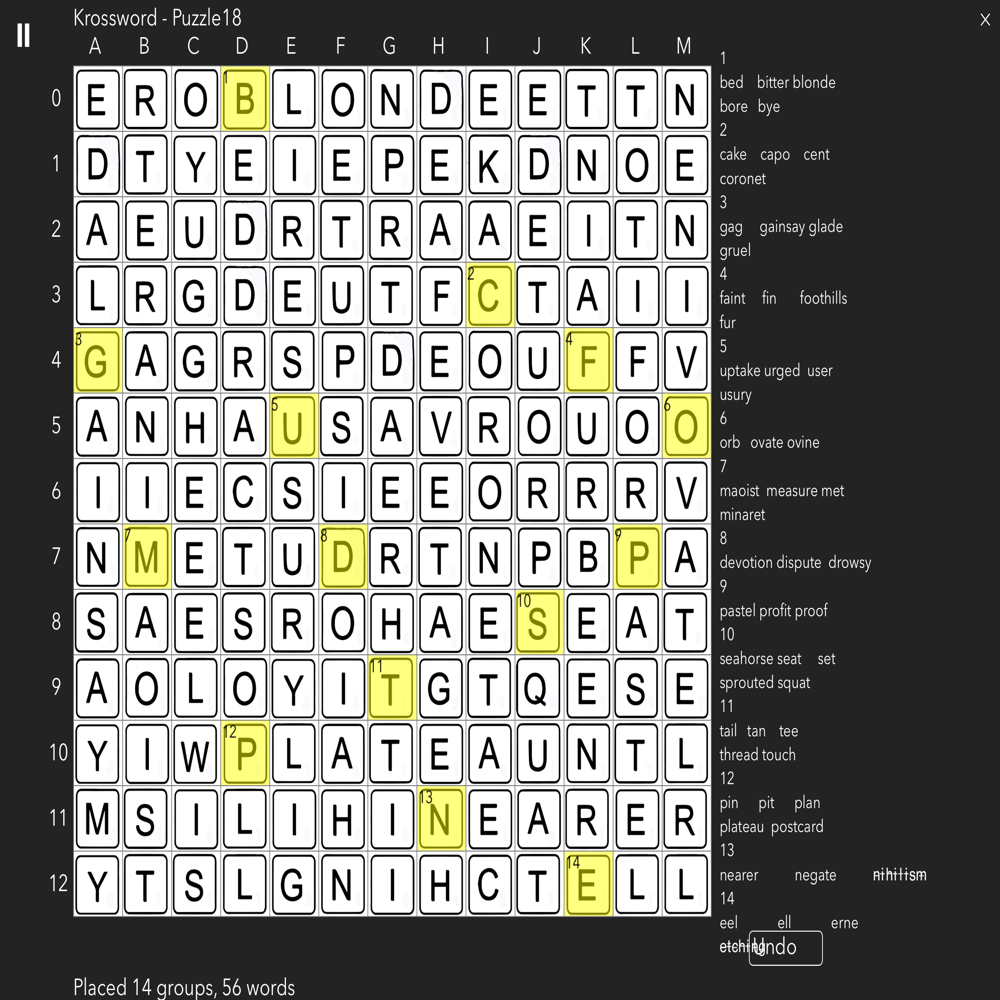 Krossword - Puzzle18
X
A B C D E F G H I J K L M
0 E R O 1 B L O N D E E T T N
1 D T Y E I E P E K D N O E
2 A E U D R T R A A E I T N
3 L R G D E U T F 2 C T A I I
4 3 G A G R S P D E O U 4 F F V
5 A N H A 5 U S A V R O U O 6 O
6 I I E C S I E E O R R R V
7 N 7 M E T U 8 D R T N P B 9 P A
8 S A E S R O H A E 10 S E A T
9 A O L O Y I 11 T G T Q E S E
10 Y I W 12 P L A T E A U N T L
11 M S I L I H I 13 N E A R E R
12 Y T S L G N I H C T 14 E L L
1
bed bitter blonde
bore bye
2
cake capo cent
coronet
3
gag gainsay glade
gruel
4
faint fin foothills
fur
5
uptake urged user
usury
6
orb ovate ovine
7
maoist measure met
minaret
8
devotion dispute drowsy
9
pastel profit proof
10
seahorse seat set
sprouted squat
11
tail tan tee
thread touch
12
pin pit plan
plateau postcard
13
nearer negate nihilism
14
eel ell erne
etching
Undo
Placed 14 groups, 56 words